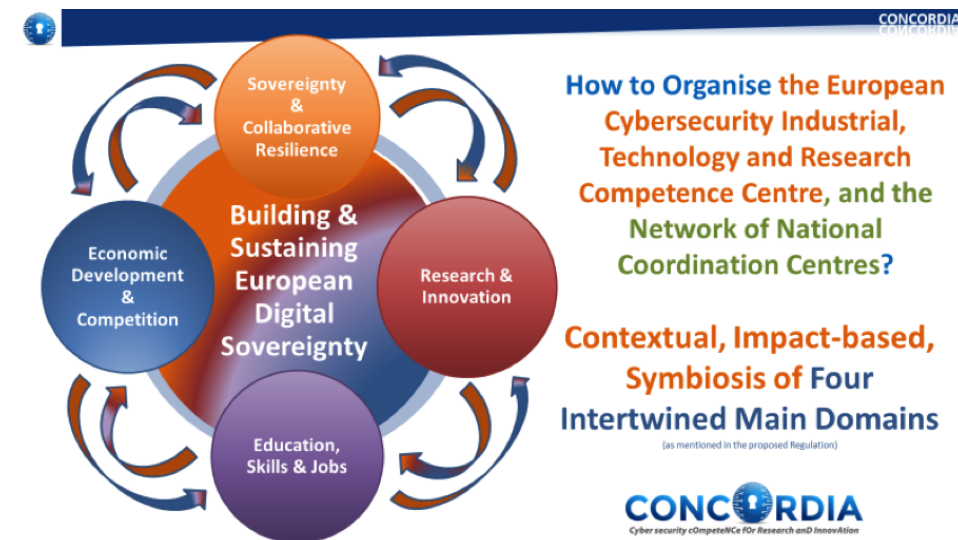 CONCORDIA
Sovereignty
&
Collaborative
Resilience
Building &
Sustaining
European
Digital
Sovereignty
Economic
Development
&
Competition
Research &
Innovation
Education,
Skills & Jobs
How to Organise the European
Cybersecurity Industrial,
Technology and Research
Competence Centre, and the
Network of National
Coordination Centres?
Contextual, Impact-based,
Symbiosis of Four
Intertwined Main Domains
(as mentioned in the proposed Regulation)
CONCORDIA
Cyber security cOmpeteNCe fOr Research anD InnovAtion